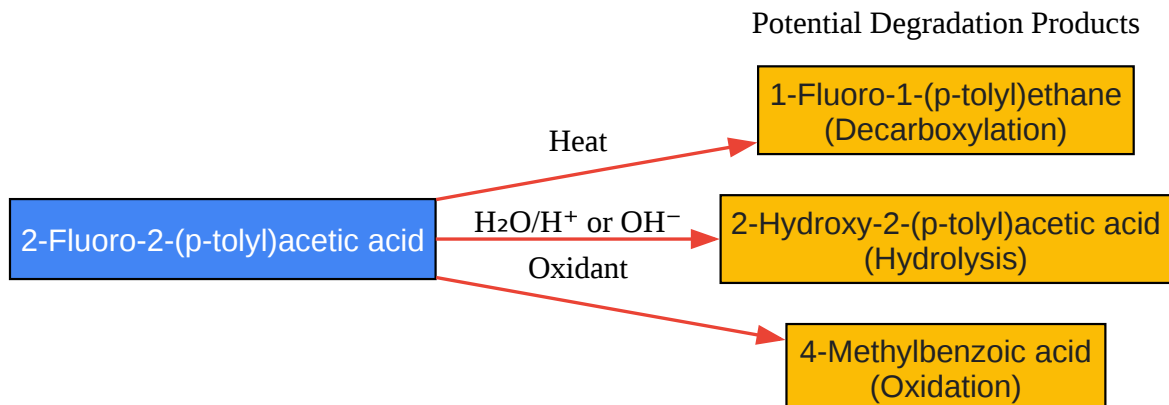 Potential Degradation Products
1-Fluoro-1-(p-tolyl)ethane
(Decarboxylation)
Heat
2-Fluoro-2-(p-tolyl)acetic acid
H₂O/H⁺ or OH⁻
2-Hydroxy-2-(p-tolyl)acetic acid
(Hydrolysis)
Oxidant
4-Methylbenzoic acid
(Oxidation)